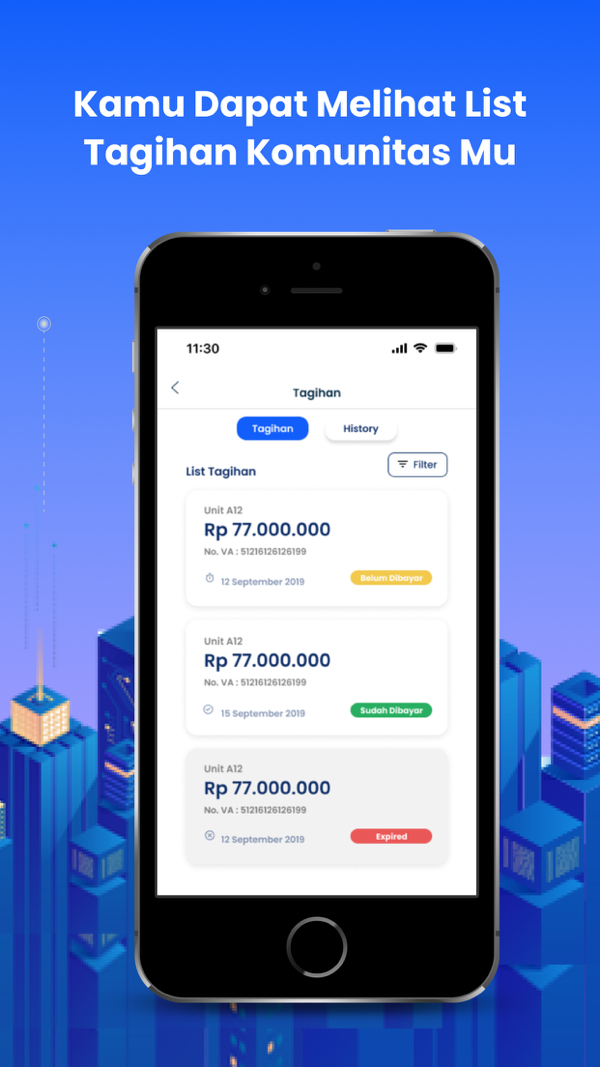 Kamu Dapat Melihat List
Tagihan Komunitas Mu
11:30
Tagihan
Tagihan
History
Filter
List Tagihan
Unit A12
Rp 77.000.000
No. VA : 51216126126199
12 September 2019
Belum Dibayar
Unit A12
Rp 77.000.000
No. VA : 51216126126199
15 September 2019
Sudah Dibayar
Unit A12
Rp 77.000.000
No. VA : 51216126126199
12 September 2019
Expired